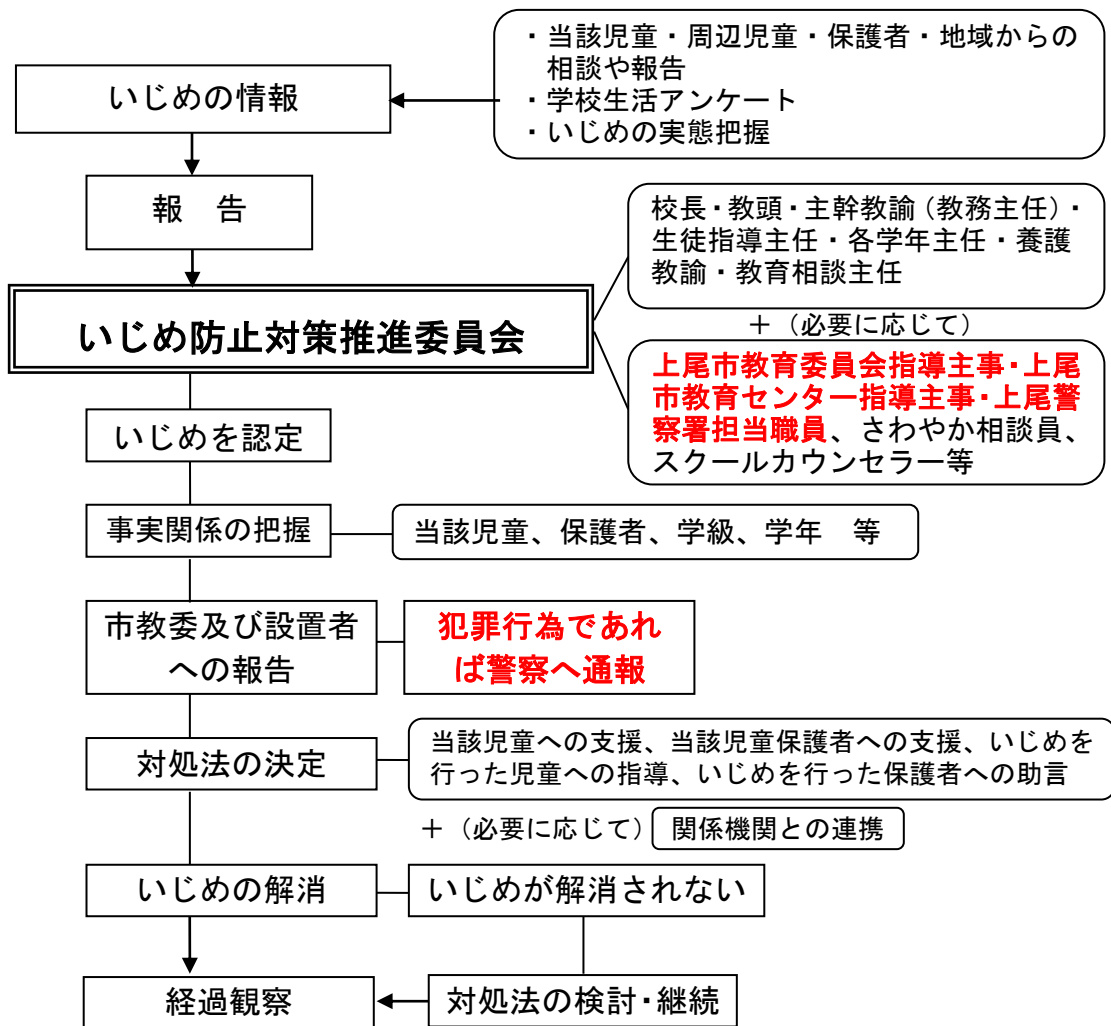 ・当該児童・周辺児童・保護者・地域からの
相談や報告
・学校生活アンケート
・いじめの実態把握
いじめの情報
報　告
校長・教頭・主幹教諭（教務主任）・
生徒指導主任・各学年主任・養護
教諭・教育相談主任
＋（必要に応じて）
いじめ防止対策推進委員会
上尾市教育委員会指導主事・上尾
市教育センター指導主事・上尾警
察署担当職員、さわやか相談員、
スクールカウンセラー等
いじめを認定
事実関係の把握
当該児童、保護者、学級、学年　等
市教委及び設置者
への報告
犯罪行為であれ
ば警察へ通報
対処法の決定
当該児童への支援、当該児童保護者への支援、いじめを
行った児童への指導、いじめを行った保護者への助言
＋（必要に応じて）関係機関との連携
いじめの解消
いじめが解消されない
経過観察
対処法の検討・継続